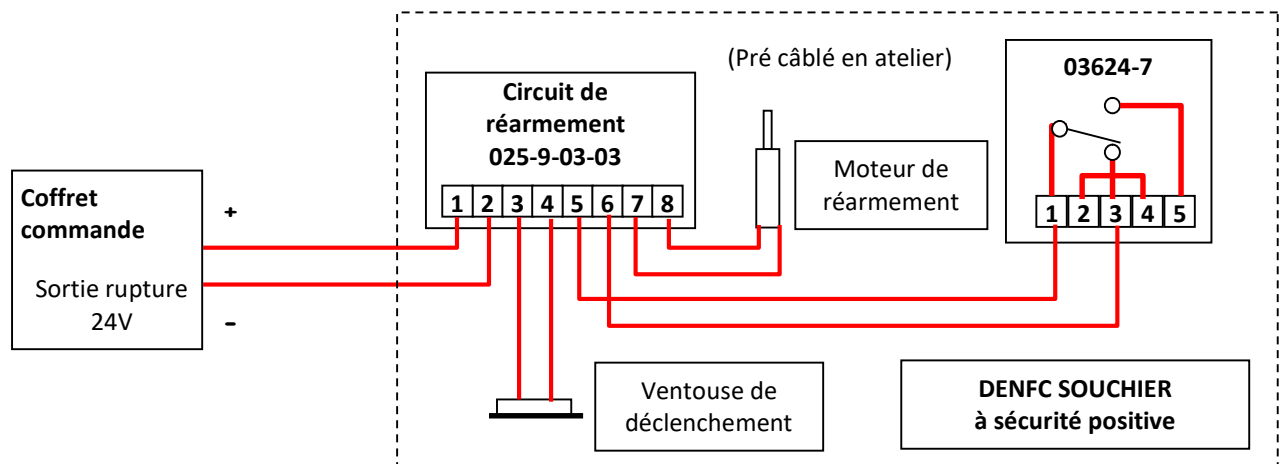 (Pré câblé en atelier)
03624-7
Circuit de
réarmement
025-9-03-03
1 2 3 4 5 6 7 8
Moteur de
réarmement
1 2 3 4 5
Coffret
commande
+
Sortie rupture
24V
-
Ventouse de
déclenchement
DENFC SOUCHIER
à sécurité positive